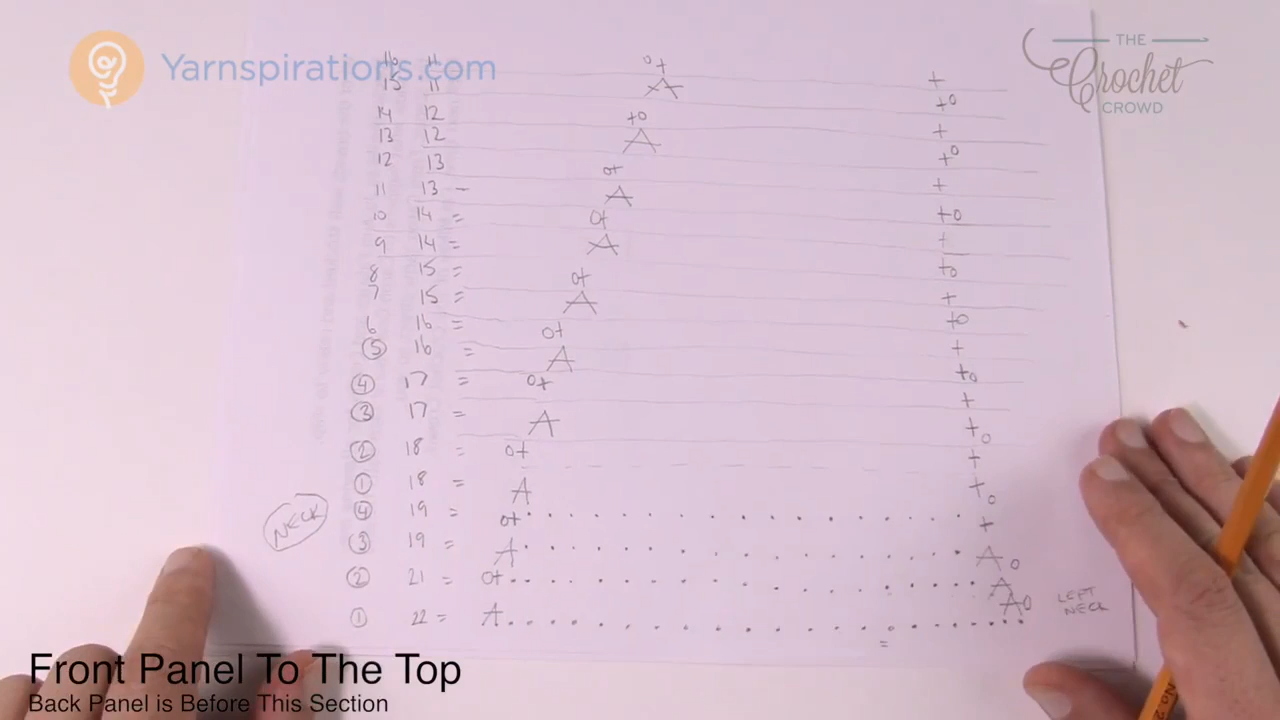 Yarnspirations.com
THE
Crochet
CROWD
16 11 o+ +
15 11 A +o
14 12 +o +
13 12 A +o
12 13 o+
11 13 - A +
10 14 = o+ +o
9 14 = A +
8 15 = o+ +o
7 15 = A +
6 16 = o+ +o
5 16 = A +
4 17 = o+ +o
3 17 = A +
2 18 = o+ +o
1 18 = A +
NECK
4 19 = o+ +o
3 19 = A +
2 21 = o+ A o
1 22 = A A A o
LEFT
NECK
=
Front Panel To The Top
Back Panel is Before This Section
No. 2